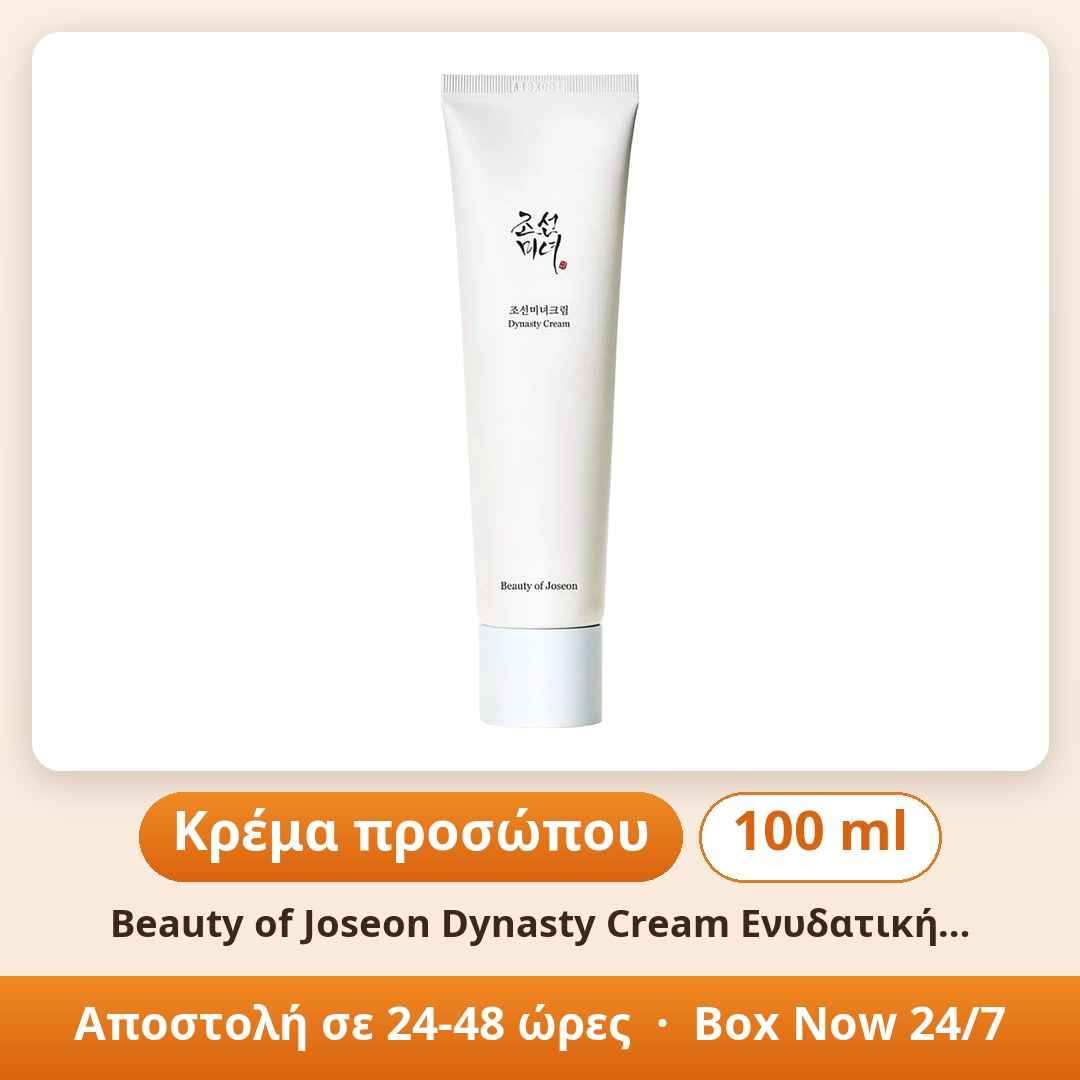 조선
미녀
조선미녀크림
Dynasty Cream
Beauty of Joseon
Κρέμα προσώπου
100 ml
Beauty of Joseon Dynasty Cream Ενυδατική...
Αποστολή σε 24-48 ώρες · Box Now 24/7